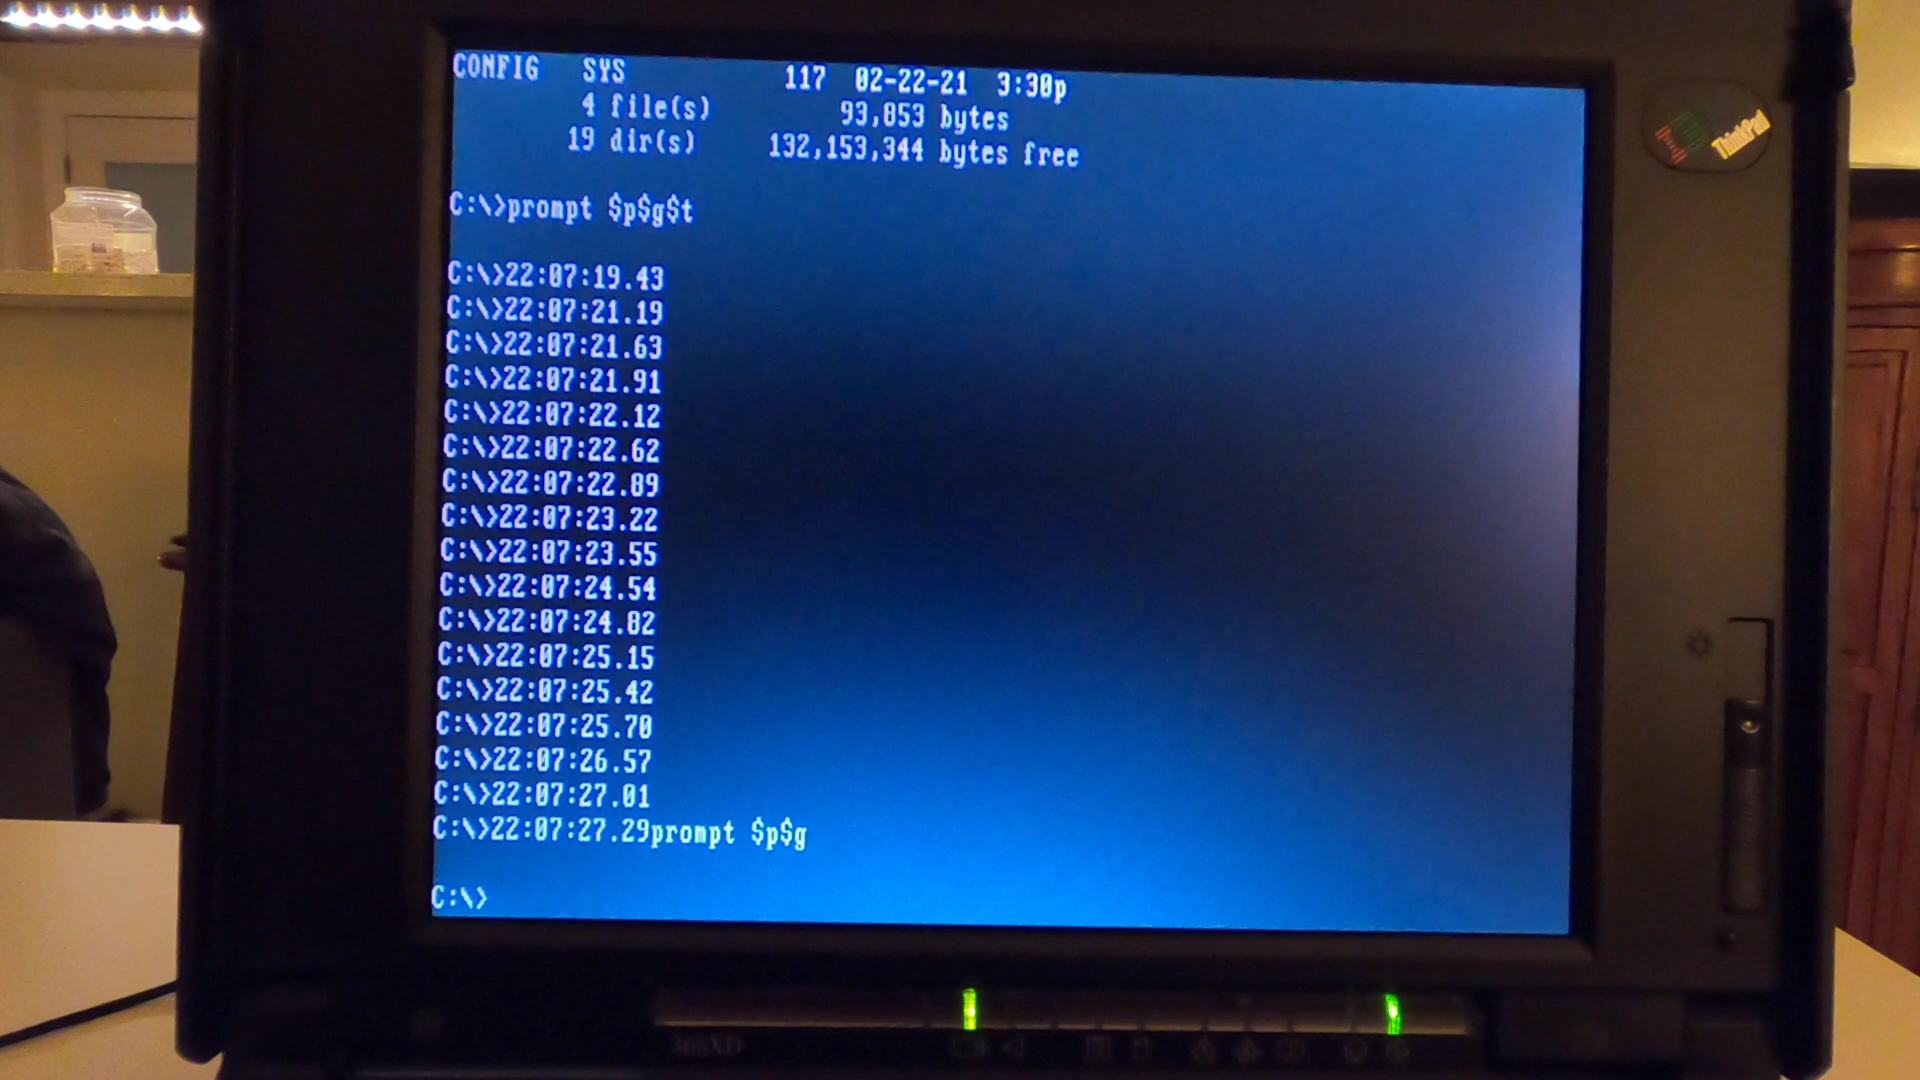 CONFIG   SYS           117  02-22-21  3:30p
         4 file(s)         93,853 bytes
        19 dir(s)     132,153,344 bytes free
C:\>prompt $p$g$t
C:\>22:07:19.43
C:\>22:07:21.19
C:\>22:07:21.63
C:\>22:07:21.91
C:\>22:07:22.12
C:\>22:07:22.62
C:\>22:07:22.89
C:\>22:07:23.22
C:\>22:07:23.55
C:\>22:07:24.54
C:\>22:07:24.82
C:\>22:07:25.15
C:\>22:07:25.42
C:\>22:07:25.70
C:\>22:07:26.57
C:\>22:07:27.01
C:\>22:07:27.29prompt $p$g
C:\>
ThinkPad
365XD